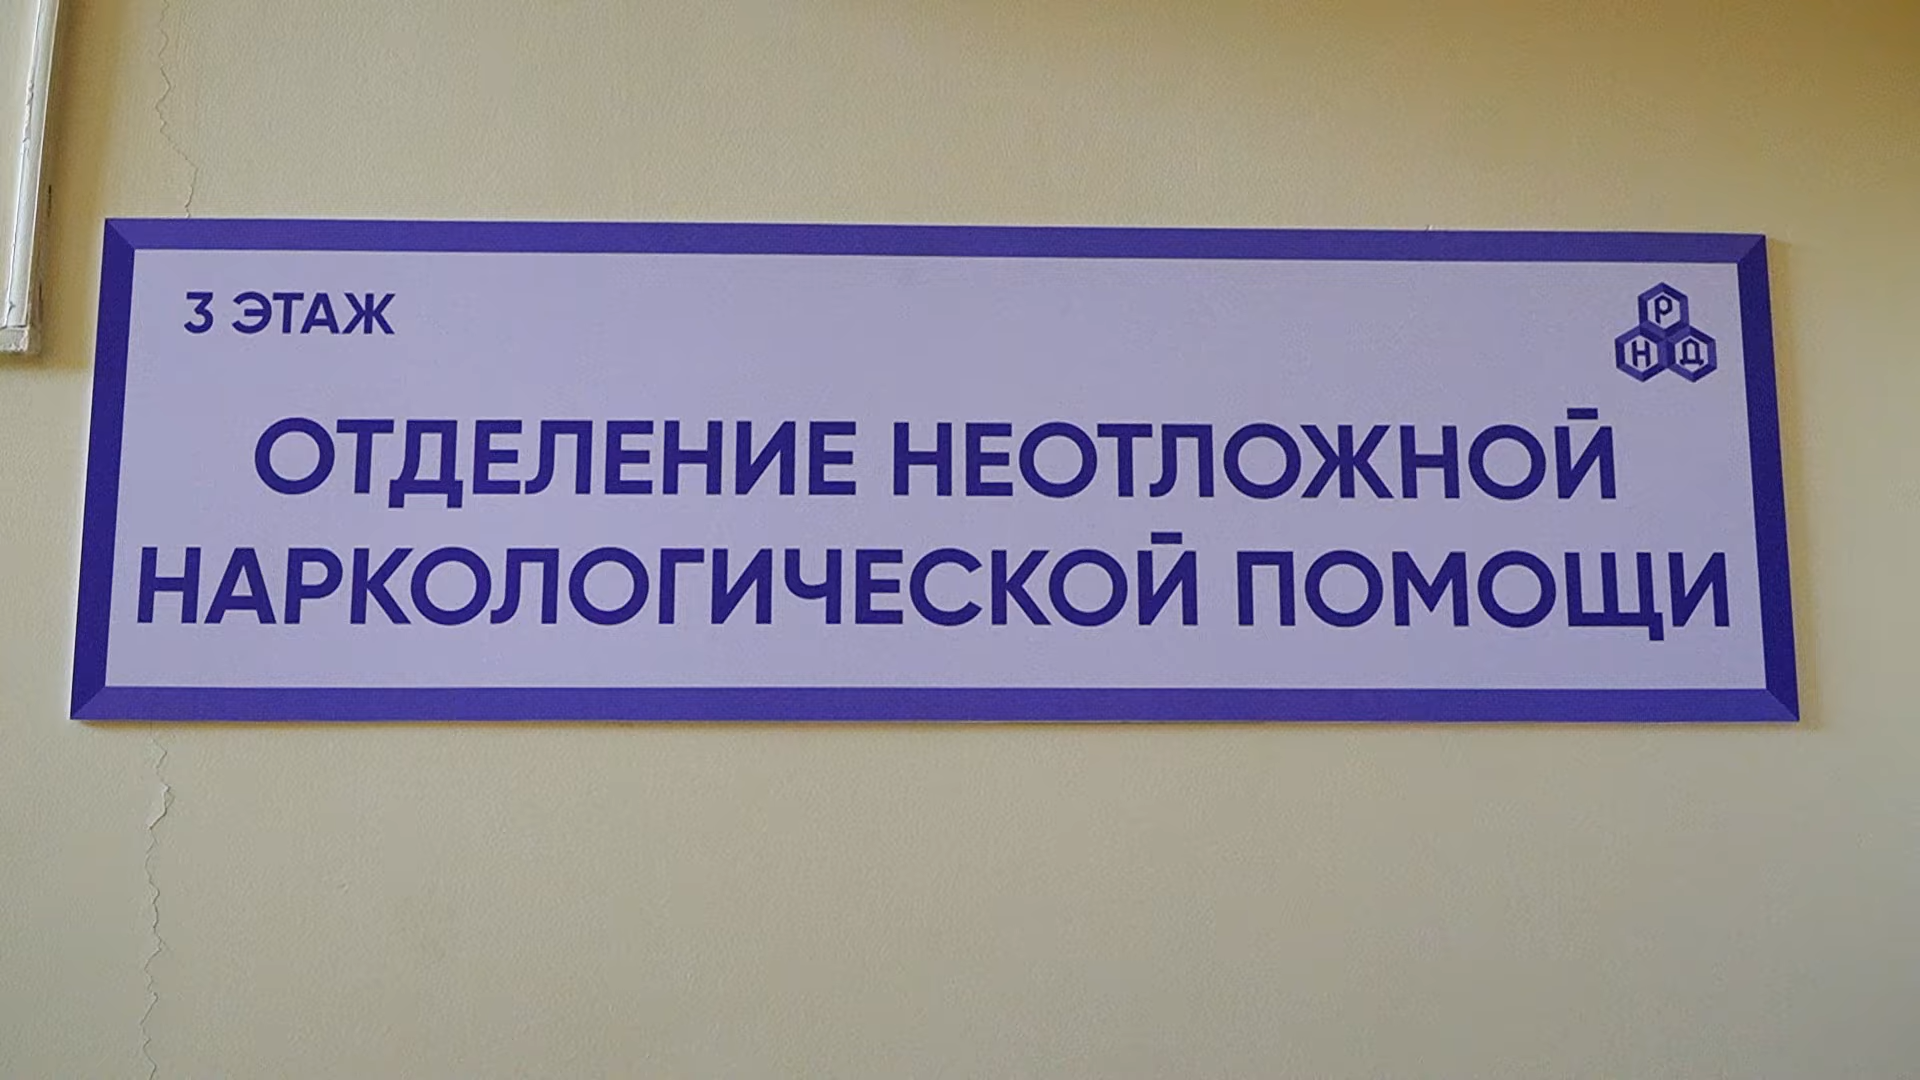 3 ЭТАЖ
Р
Н Д
ОТДЕЛЕНИЕ НЕОТЛОЖНОЙ
НАРКОЛОГИЧЕСКОЙ ПОМОЩИ